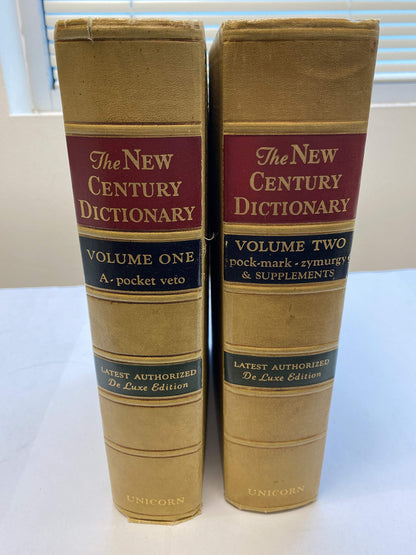 The NEW
CENTURY
DICTIONARY
VOLUME ONE
A - pocket veto
LATEST AUTHORIZED
De Luxe Edition
UNICORN
The NEW
CENTURY
DICTIONARY
VOLUME TWO
pock-mark - zymurgy
& SUPPLEMENTS
LATEST AUTHORIZED
De Luxe Edition
UNICORN